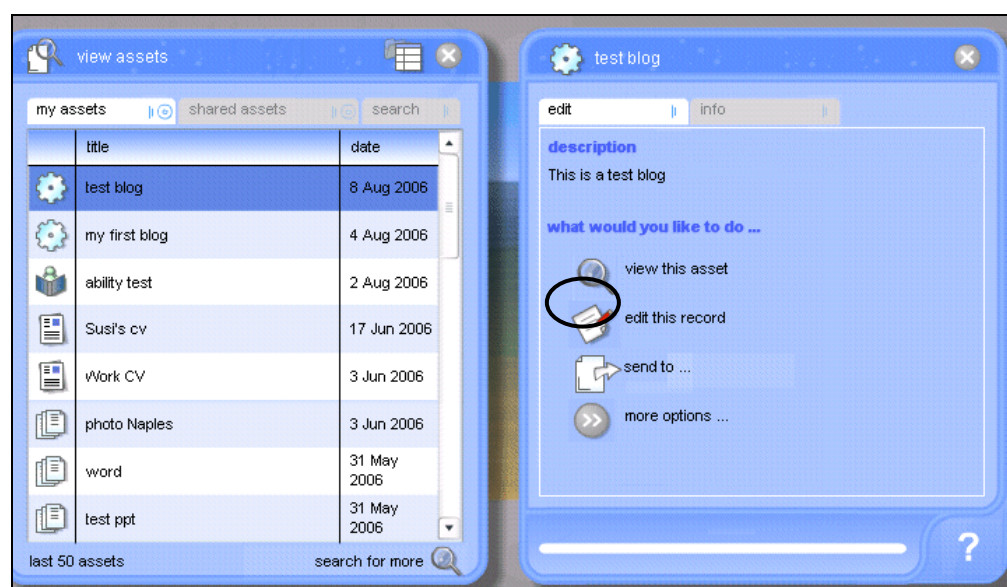 view assets
my assets shared assets search
title date
test blog 8 Aug 2006
my first blog 4 Aug 2006
ability test 2 Aug 2006
Susi's cv 17 Jun 2006
Work CV 3 Jun 2006
photo Naples 3 Jun 2006
word 31 May
2006
test ppt 31 May
2006
last 50 assets search for more
test blog
edit info
description
This is a test blog
what would you like to do ...
view this asset
edit this record
send to ...
more options ...
?